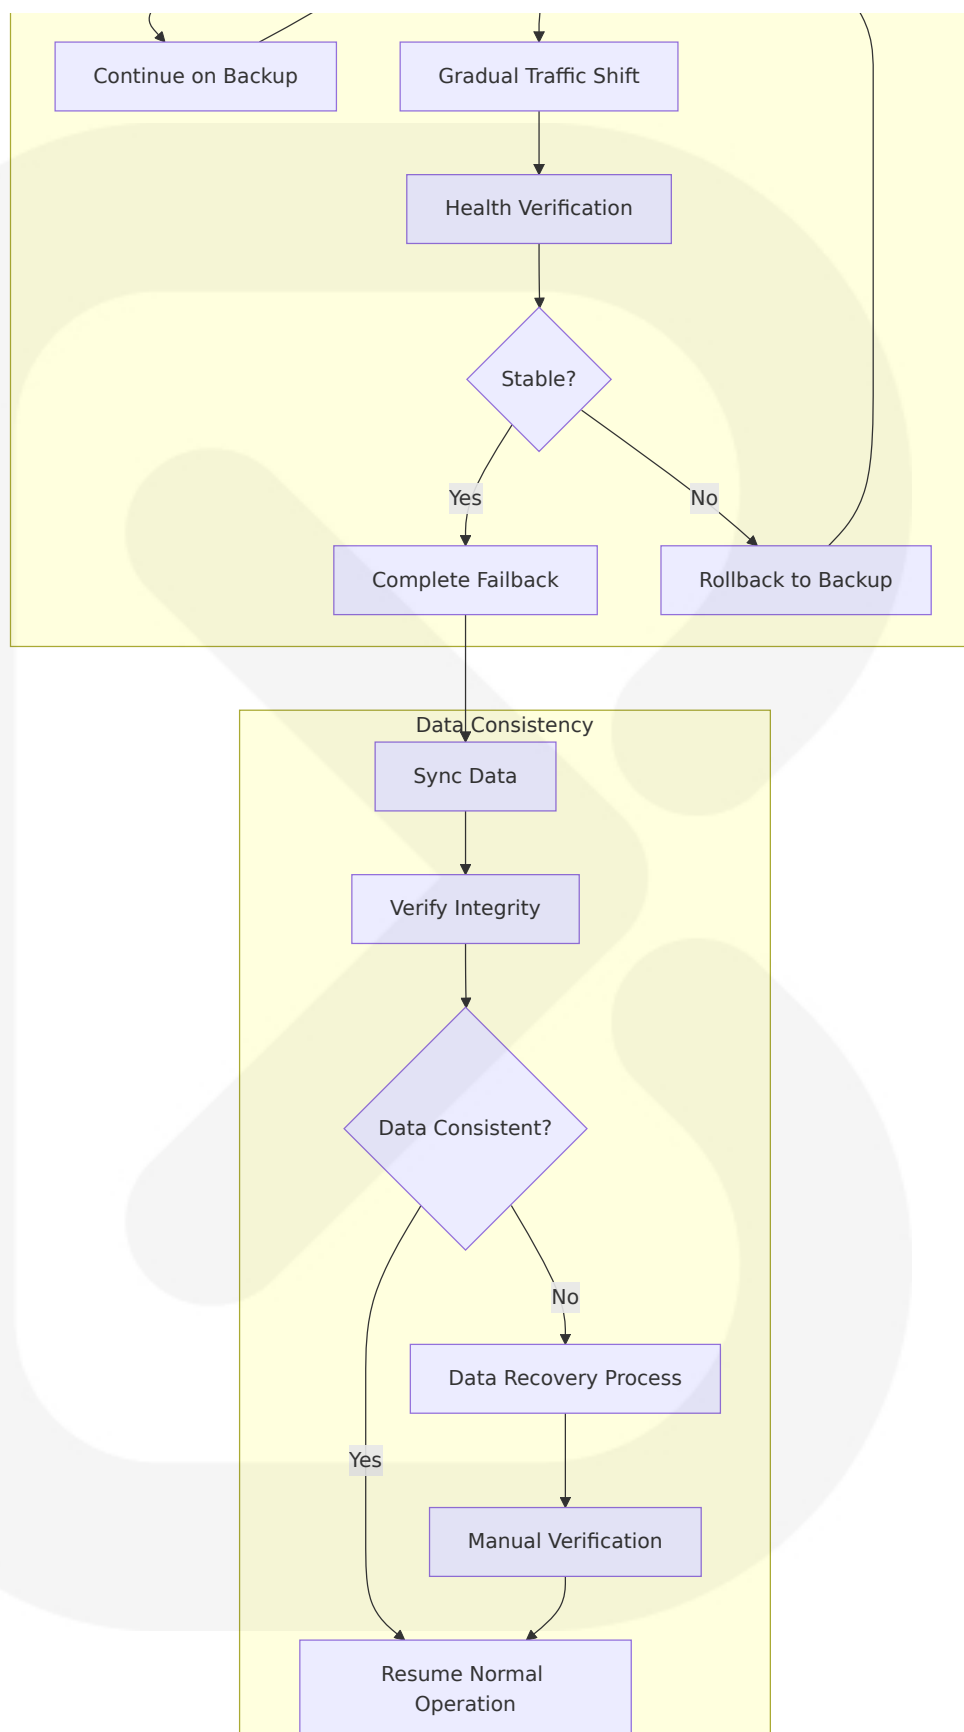 Continue on Backup
Gradual Traffic Shift
Health Verification
Stable?
Yes
No
Complete Failback
Rollback to Backup
Data Consistency
Sync Data
Verify Integrity
Data Consistent?
No
Data Recovery Process
Yes
Manual Verification
Resume Normal
Operation